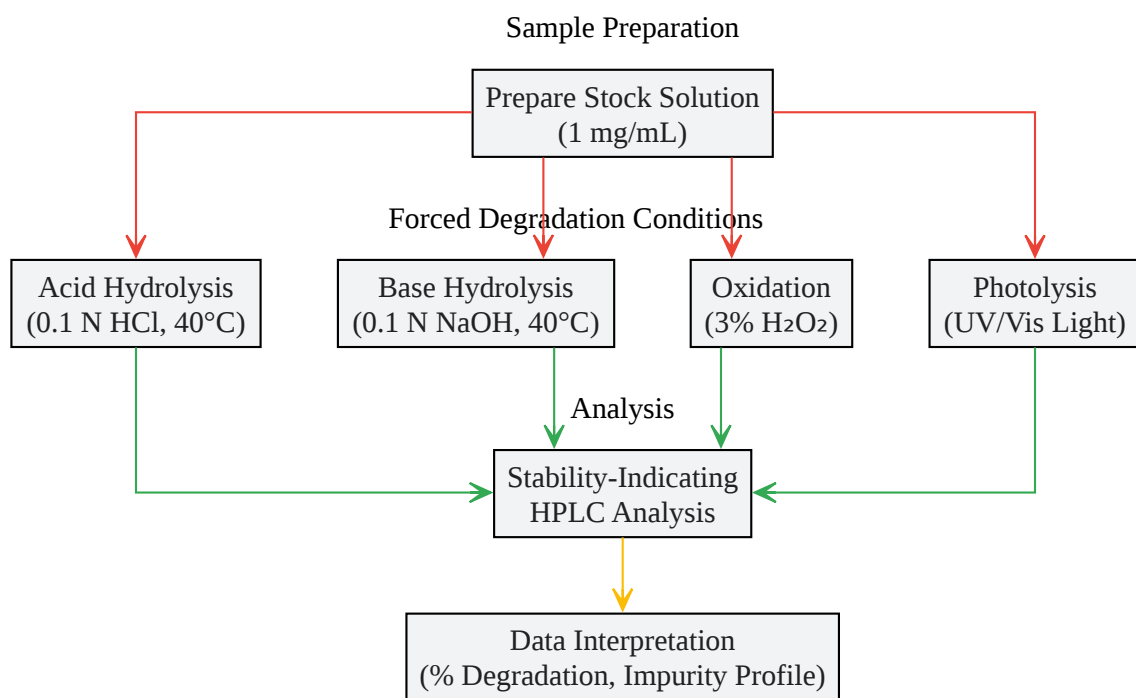 Sample Preparation
Prepare Stock Solution
(1 mg/mL)
Forced Degradation Conditions
Acid Hydrolysis
(0.1 N HCl, 40°C)
Base Hydrolysis
(0.1 N NaOH, 40°C)
Oxidation
(3% H₂O₂)
Photolysis
(UV/Vis Light)
Analysis
Stability-Indicating
HPLC Analysis
Data Interpretation
(% Degradation, Impurity Profile)